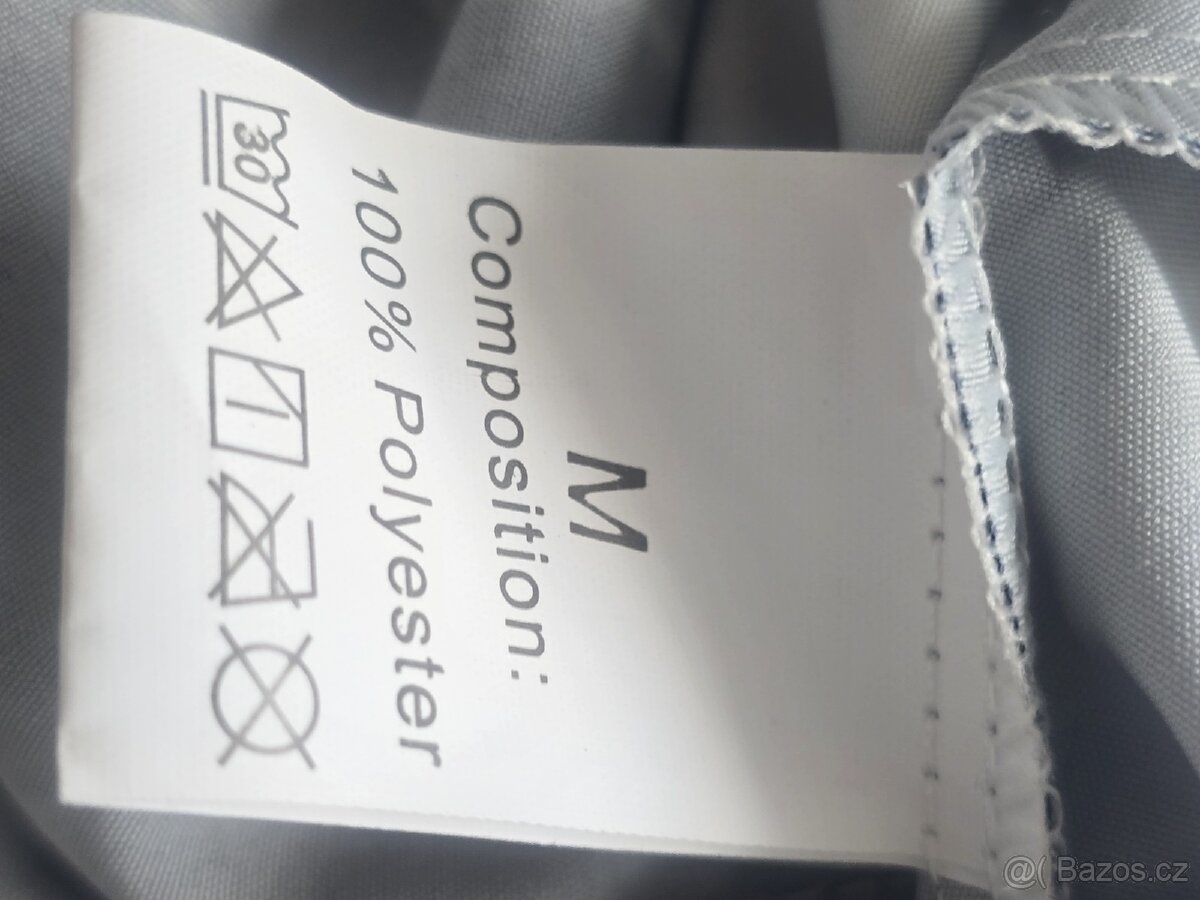 M
Composition:
100% Polyester
30
@( Bazos.cz